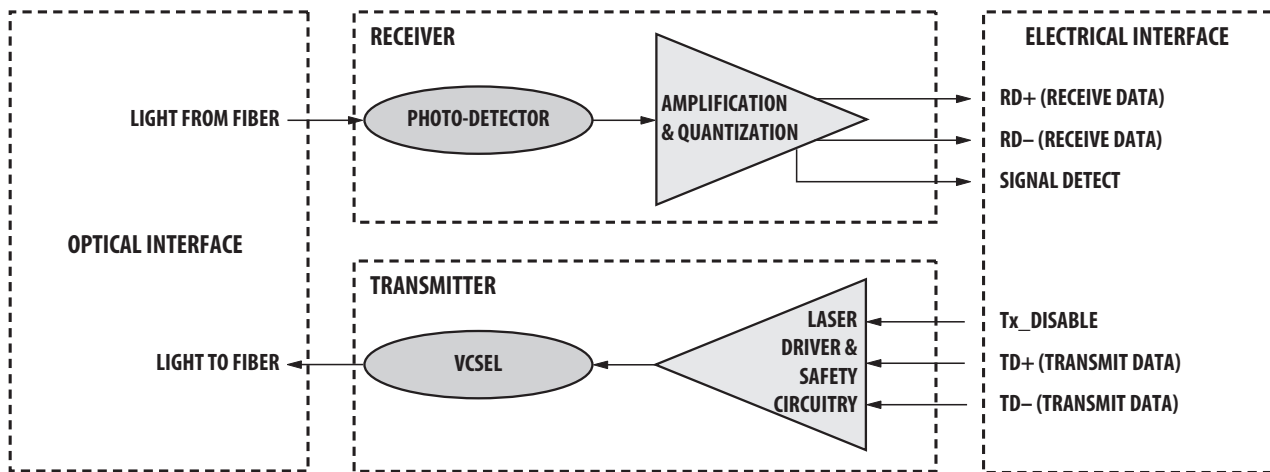 RECEIVER
ELECTRICAL INTERFACE
LIGHT FROM FIBER
PHOTO-DETECTOR
AMPLIFICATION
& QUANTIZATION
RD+ (RECEIVE DATA)
RD– (RECEIVE DATA)
SIGNAL DETECT
OPTICAL INTERFACE
TRANSMITTER
LIGHT TO FIBER
VCSEL
LASER
DRIVER &
SAFETY
CIRCUITRY
Tx_DISABLE
TD+ (TRANSMIT DATA)
TD– (TRANSMIT DATA)